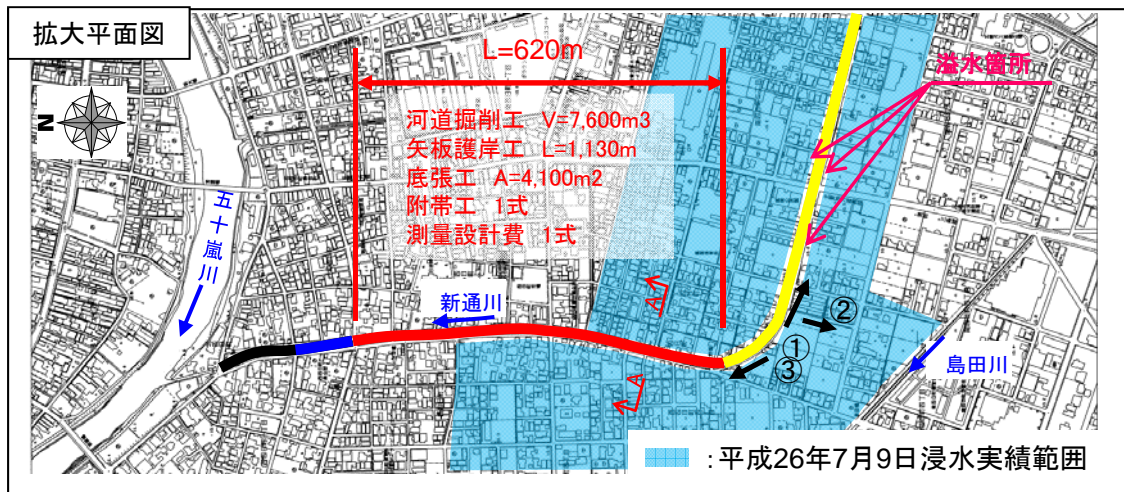 拡大平面図
L=620m
溢水箇所
河道掘削工 V=7,600m3
矢板護岸工 L=1,130m
底張工 A=4,100m2
附帯工 1式
測量設計費 1式
N
五十嵐川
新通川
A
A
②
①
③
島田川
：平成26年7月9日浸水実績範囲